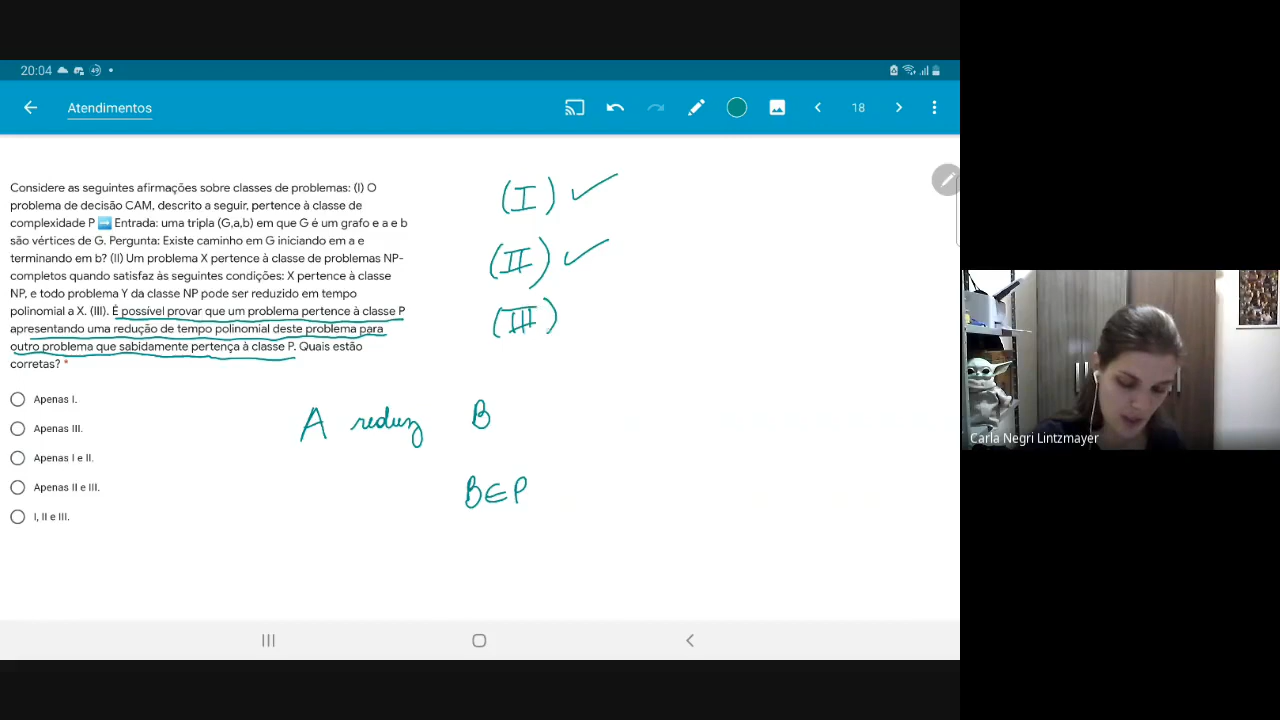 20:04
Atendimentos
18
Considere as seguintes afirmações sobre classes de problemas: (I) O
problema de decisão CAM, descrito a seguir, pertence à classe de
complexidade P ➡ Entrada: uma tripla (G,a,b) em que G é um grafo e a e b
são vértices de G. Pergunta: Existe caminho em G iniciando em a e
terminando em b? (II) Um problema X pertence à classe de problemas NP-
completos quando satisfaz às seguintes condições: X pertence à classe
NP, e todo problema Y da classe NP pode ser reduzido em tempo
polinomial a X. (III). É possível provar que um problema pertence à classe P
apresentando uma redução de tempo polinomial deste problema para
outro problema que sabidamente pertença à classe P. Quais estão
corretas? *
(I) ✓
(II) ✓
(III)
Apenas I.
Apenas III.
Apenas I e II.
Apenas II e III.
I, II e III.
A reduz B
B∈P
Carla Negri Lintzmayer